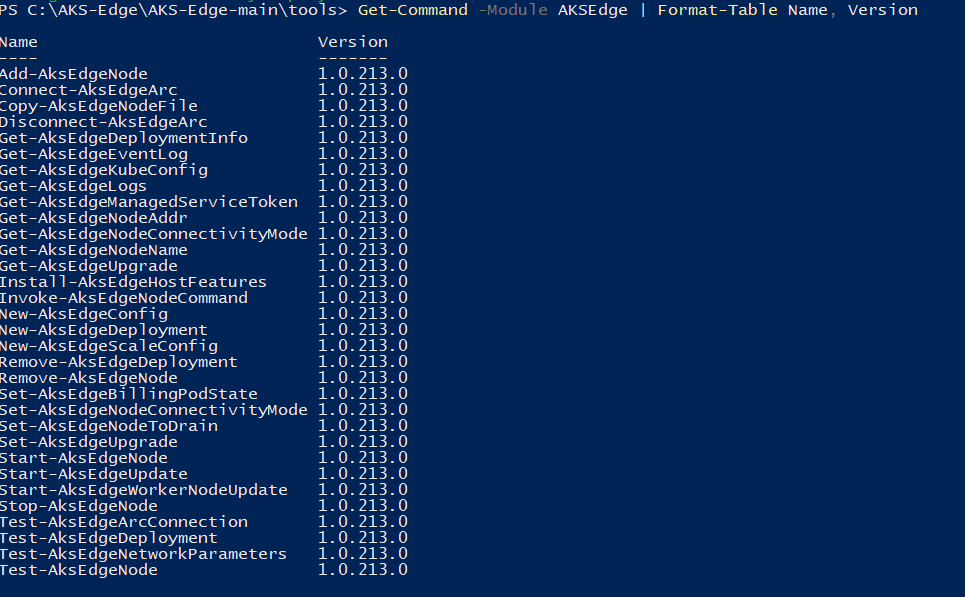 PS C:\AKS-Edge\AKS-Edge-main\tools> Get-Command -Module AKSEdge | Format-Table Name, Version
Name Version
---- -------
Add-AksEdgeNode 1.0.213.0
Connect-AksEdgeArc 1.0.213.0
Copy-AksEdgeNodeFile 1.0.213.0
Disconnect-AksEdgeArc 1.0.213.0
Get-AksEdgeDeploymentInfo 1.0.213.0
Get-AksEdgeEventLog 1.0.213.0
Get-AksEdgeKubeConfig 1.0.213.0
Get-AksEdgeLogs 1.0.213.0
Get-AksEdgeManagedServiceToken 1.0.213.0
Get-AksEdgeNodeAddr 1.0.213.0
Get-AksEdgeNodeConnectivityMode 1.0.213.0
Get-AksEdgeNodeName 1.0.213.0
Get-AksEdgeUpgrade 1.0.213.0
Install-AksEdgeHostFeatures 1.0.213.0
Invoke-AksEdgeNodeCommand 1.0.213.0
New-AksEdgeConfig 1.0.213.0
New-AksEdgeDeployment 1.0.213.0
New-AksEdgeScaleConfig 1.0.213.0
Remove-AksEdgeDeployment 1.0.213.0
Remove-AksEdgeNode 1.0.213.0
Set-AksEdgeBillingPodState 1.0.213.0
Set-AksEdgeNodeConnectivityMode 1.0.213.0
Set-AksEdgeNodeToDrain 1.0.213.0
Set-AksEdgeUpgrade 1.0.213.0
Start-AksEdgeNode 1.0.213.0
Start-AksEdgeUpdate 1.0.213.0
Start-AksEdgeWorkerNodeUpdate 1.0.213.0
Stop-AksEdgeNode 1.0.213.0
Test-AksEdgeArcConnection 1.0.213.0
Test-AksEdgeDeployment 1.0.213.0
Test-AksEdgeNetworkParameters 1.0.213.0
Test-AksEdgeNode 1.0.213.0